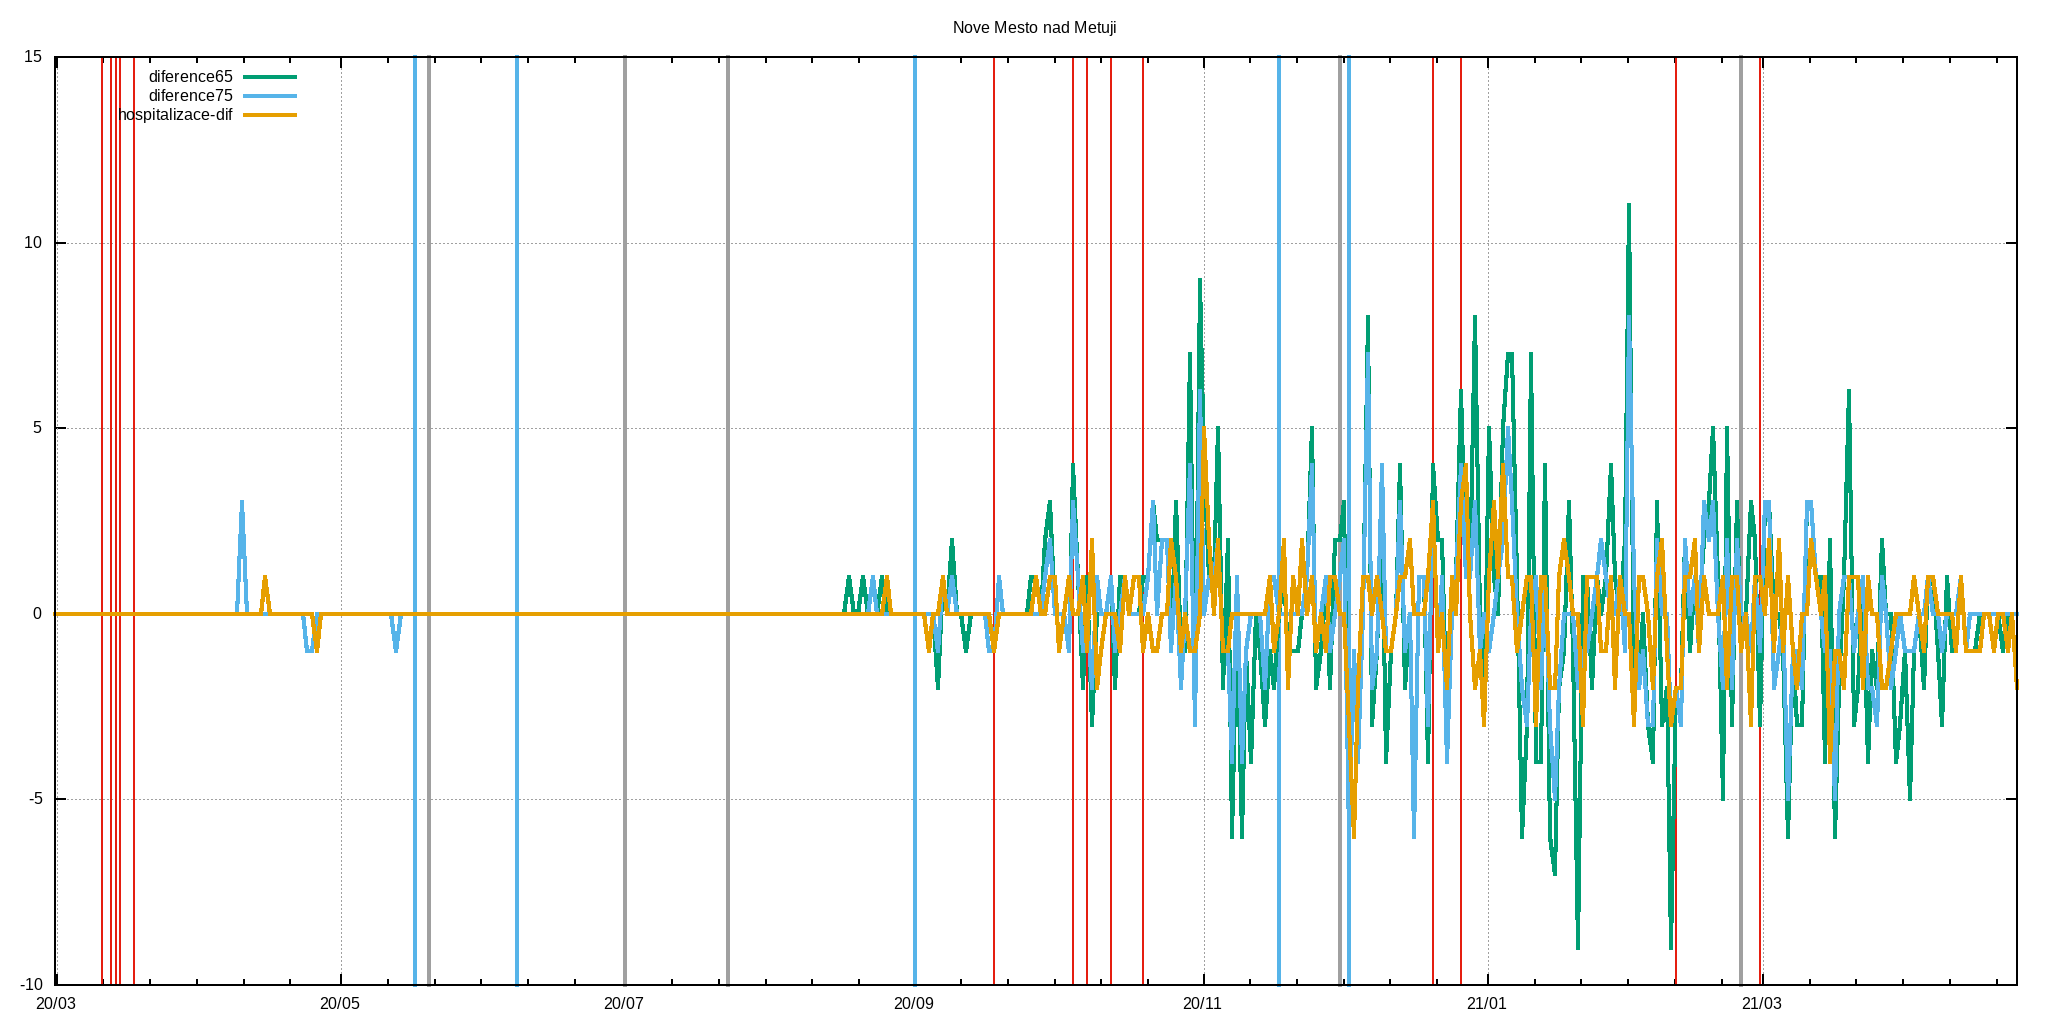 Nove Mesto nad Metuji
15
diference65
diference75
hospitalizace-dif
10
5
0
-5
-10
20/03 20/05 20/07 20/09 20/11 21/01 21/03